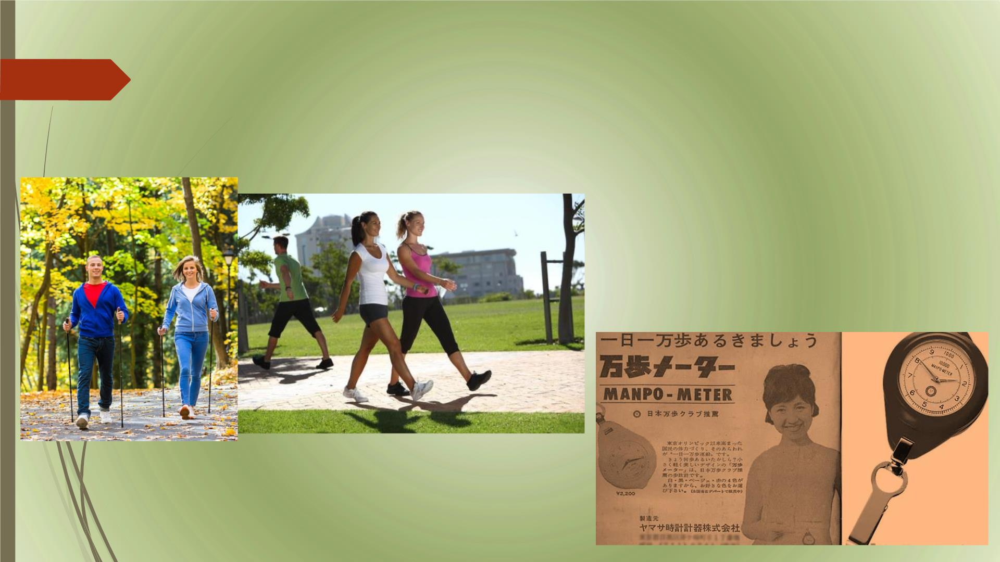 一日一万歩あるきましょう
万歩メーター
MANPO-METER
日本万歩クラブ推薦
東京オリンピック以来高まった
国民の体力づくり、そのあらわれ
が“一日一万歩運動〟です。
きょう何歩あるいたかしら?小
さく軽く楽しいデザインの「万歩
メーター」は、日本万歩クラブ推
薦の歩数計です。
白・黒・ベージュ・赤の4色が
ありますから、お好きな色をお選
び下さい。(全国有名デパートで販売中)
¥2,200
製造元
ヤマサ時計計器株式会社
1000
10000
MANPO-METER
1
2
3
4
5
6
7
8
9